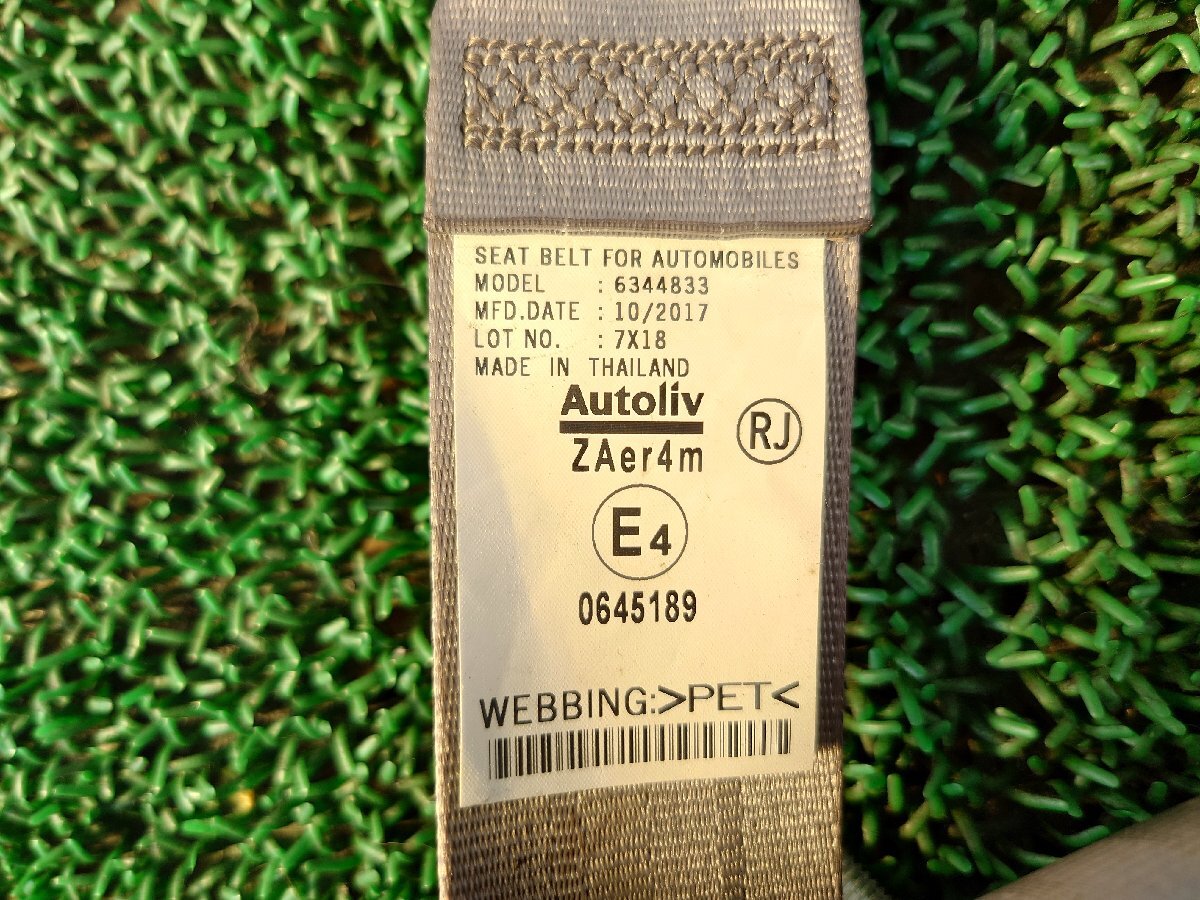 SEAT BELT FOR AUTOMOBILES
MODEL : 6344833
MFD.DATE : 10/2017
LOT NO. : 7X18
MADE IN THAILAND
Autoliv
RJ
ZAer4m
E4
0645189
WEBBING:>PET<